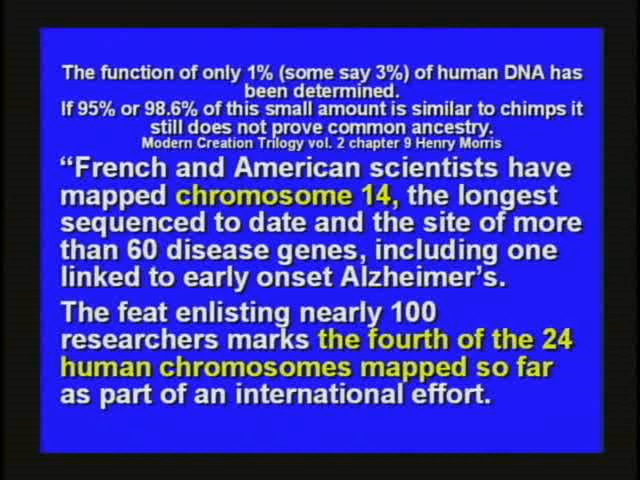 The function of only 1% (some say 3%) of human DNA has
been determined.
If 95% or 98.6% of this small amount is similar to chimps it
still does not prove common ancestry.
Modern Creation Trilogy vol. 2 chapter 9 Henry Morris
“French and American scientists have
mapped chromosome 14, the longest
sequenced to date and the site of more
than 60 disease genes, including one
linked to early onset Alzheimer’s.
The feat enlisting nearly 100
researchers marks the fourth of the 24
human chromosomes mapped so far
as part of an international effort.